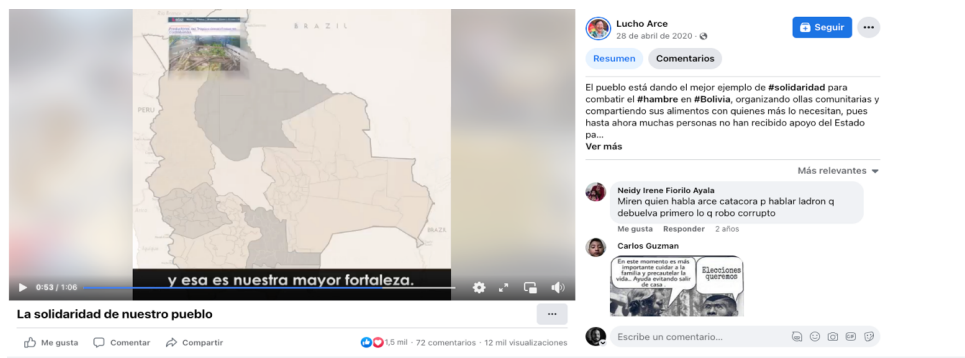 BRAZIL
PERU
BRAZIL
y esa es nuestra mayor fortaleza.
0:53 / 1:06
La solidaridad de nuestro pueblo
...
Me gusta
Comentar
Compartir
1,5 mil · 72 comentarios · 12 mil visualizaciones
Lucho Arce
28 de abril de 2020 ·
Seguir
...
Resumen
Comentarios
El pueblo está dando el mejor ejemplo de #solidaridad para
combatir el #hambre en #Bolivia, organizando ollas comunitarias y
compartiendo sus alimentos con quienes más lo necesitan, pues
hasta ahora muchas personas no han recibido apoyo del Estado
pa...
Ver más
Más relevantes
Neidy Irene Fiorilo Ayala
Miren quien habla arce catacora p hablar ladron q
debuelva primero lo q robo corrupto
Me gusta Responder 2 años
Carlos Guzman
En este momento es más
importante cuidar a la
familia y precautelar la
vida... Ayuda evitando salir
de casa .
Elecciones
queremos
Escribe un comentario...
GIF